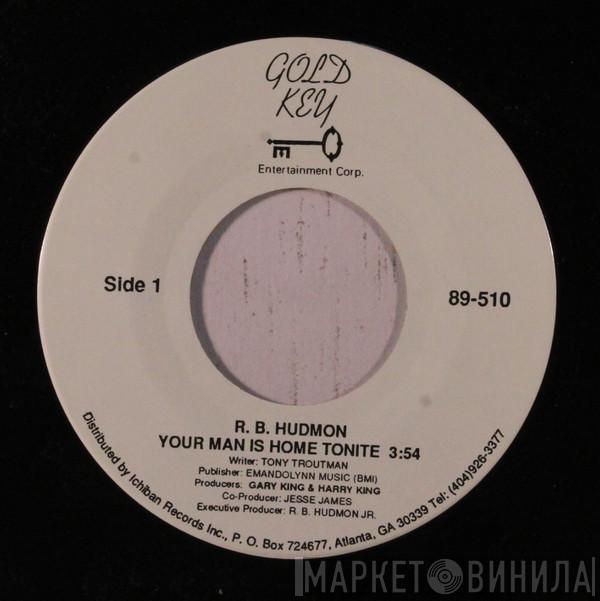 GOLD
KEY
Entertainment Corp.
Side 1
89-510
R. B. HUDMON
YOUR MAN IS HOME TONITE 3:54
Writer: TONY TROUTMAN
Publisher: EMANDOLYNN MUSIC (BMI)
Producers: GARY KING & HARRY KING
Co-Producer: JESSE JAMES
Executive Producer: R. B. HUDMON JR.
Distributed by Ichiban Records Inc., P. O. Box 724677, Atlanta, GA 30339 Tel: (404)926-3377
МАРКЕТ ВИНИЛА